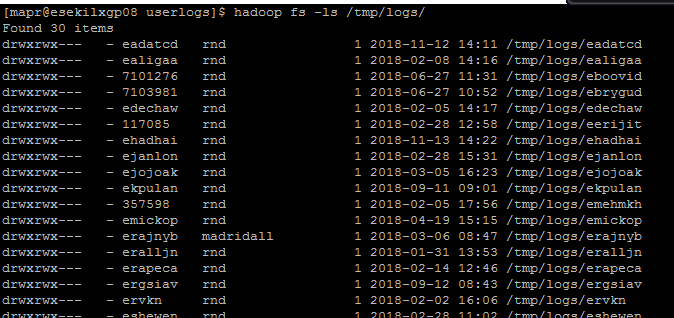 [mapr@esekilxgp08 userlogs]$ hadoop fs -ls /tmp/logs/
Found 30 items
drwxrwx--- - eadatcd rnd 1 2018-11-12 14:11 /tmp/logs/eadatcd
drwxrwx--- - ealigaa rnd 1 2018-02-08 14:16 /tmp/logs/ealigaa
drwxrwx--- - 7101276 rnd 1 2018-06-27 11:31 /tmp/logs/eboovid
drwxrwx--- - 7103981 rnd 1 2018-06-27 10:52 /tmp/logs/ebrygud
drwxrwx--- - edechaw rnd 1 2018-02-05 14:17 /tmp/logs/edechaw
drwxrwx--- - 117085 rnd 1 2018-02-28 12:58 /tmp/logs/eerijit
drwxrwx--- - ehadhai rnd 1 2018-11-13 14:22 /tmp/logs/ehadhai
drwxrwx--- - ejanlon rnd 1 2018-02-28 15:31 /tmp/logs/ejanlon
drwxrwx--- - ejojoak rnd 1 2018-03-05 16:23 /tmp/logs/ejojoak
drwxrwx--- - ekpulan rnd 1 2018-09-11 09:01 /tmp/logs/ekpulan
drwxrwx--- - 357598 rnd 1 2018-02-05 17:56 /tmp/logs/emehmkh
drwxrwx--- - emickop rnd 1 2018-04-19 15:15 /tmp/logs/emickop
drwxrwx--- - erajnyb madridall 1 2018-03-06 08:47 /tmp/logs/erajnyb
drwxrwx--- - eralljn rnd 1 2018-01-31 13:53 /tmp/logs/eralljn
drwxrwx--- - erapeca rnd 1 2018-02-14 12:46 /tmp/logs/erapeca
drwxrwx--- - ergsiav rnd 1 2018-09-12 08:43 /tmp/logs/ergsiav
drwxrwx--- - ervkn rnd 1 2018-02-02 16:06 /tmp/logs/ervkn
drwxrwx--- - eshewen rnd 1 2018-02-28 11:02 /tmp/logs/eshewen